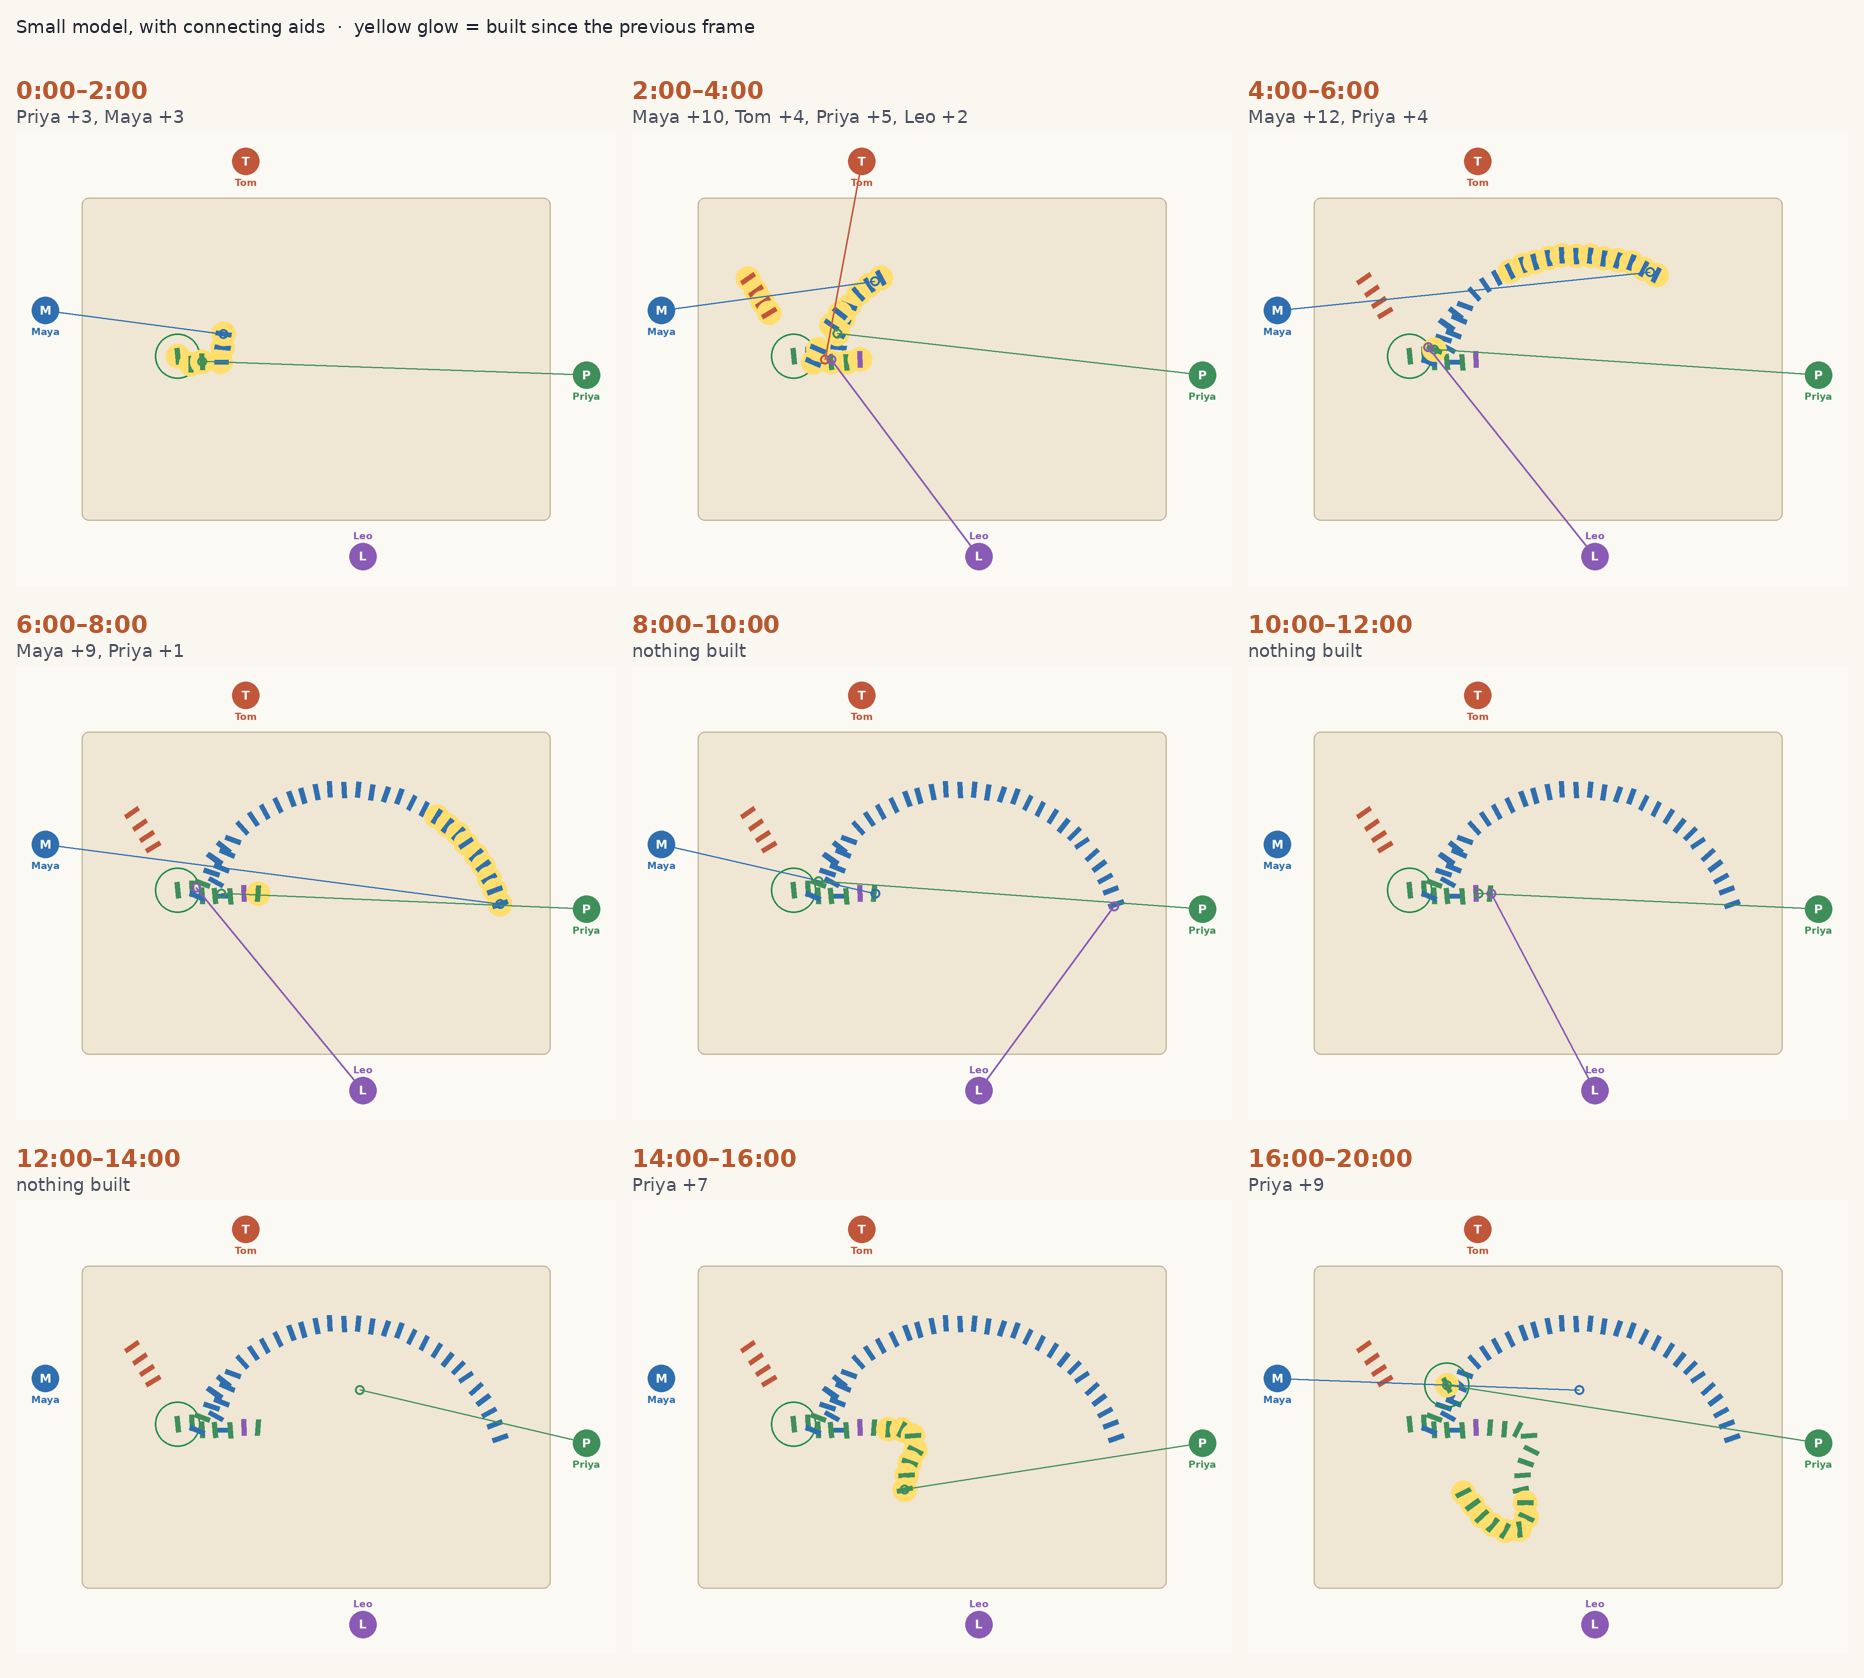 Small model, with connecting aids  ·  yellow glow = built since the previous frame
0:00–2:00
Priya +3, Maya +3
T
Tom
M
Maya
P
Priya
Leo
L
2:00–4:00
Maya +10, Tom +4, Priya +5, Leo +2
T
Tom
M
Maya
P
Priya
Leo
L
4:00–6:00
Maya +12, Priya +4
T
Tom
M
Maya
P
Priya
Leo
L
6:00–8:00
Maya +9, Priya +1
T
Tom
M
Maya
P
Priya
Leo
L
8:00–10:00
nothing built
T
Tom
M
Maya
P
Priya
Leo
L
10:00–12:00
nothing built
T
Tom
M
Maya
P
Priya
Leo
L
12:00–14:00
nothing built
T
Tom
M
Maya
P
Priya
Leo
L
14:00–16:00
Priya +7
T
Tom
M
Maya
P
Priya
Leo
L
16:00–20:00
Priya +9
T
Tom
M
Maya
P
Priya
Leo
L